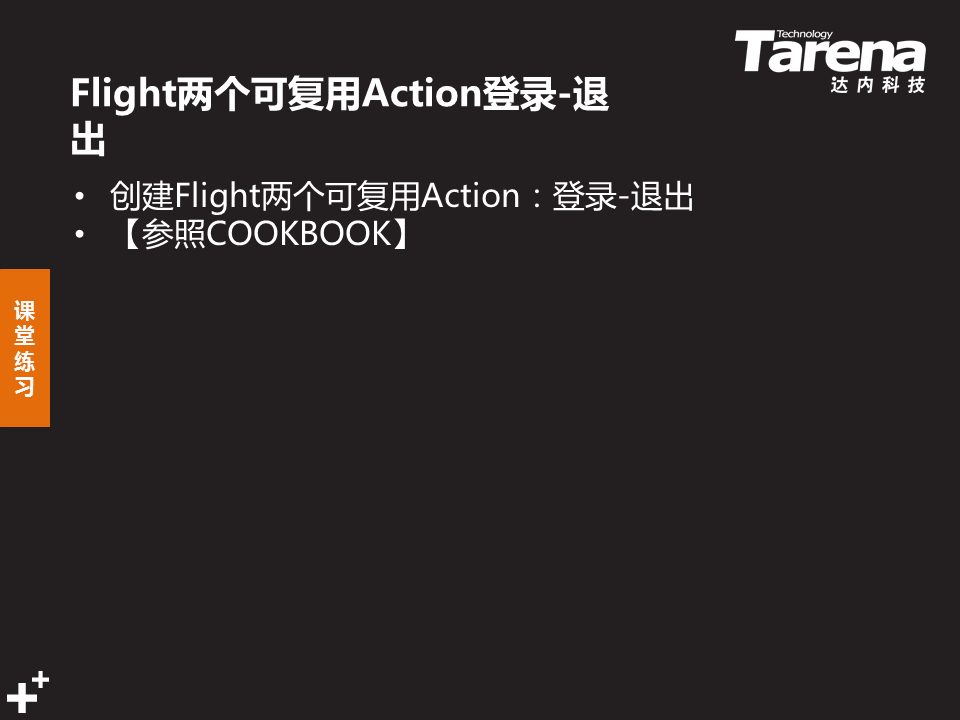 Technology
Tarena
达内科技
Flight两个可复用Action登录-退
出
• 创建Flight两个可复用Action：登录-退出
• 【参照COOKBOOK】
课
堂
练
习